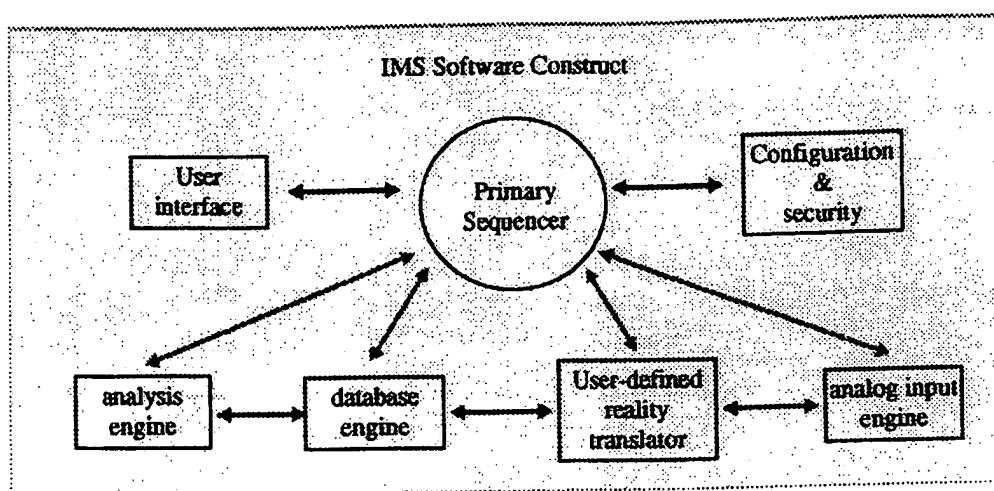 IMS Software Construct
User
interface
Primary
Sequencer
Configuration
&
security
analysis
engine
database
engine
User-defined
reality
translator
analog input
engine